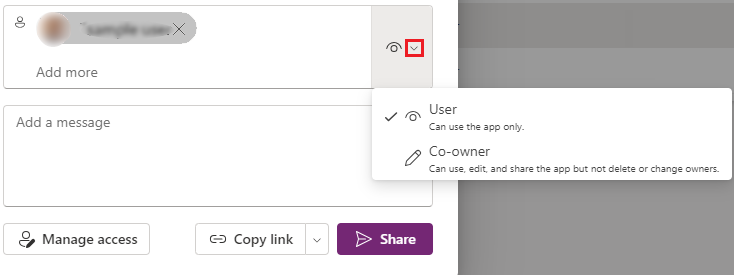 Add more
User
Can use the app only.
Add a message
Co-owner
Can use, edit, and share the app but not delete or change owners.
Manage access
Copy link
Share